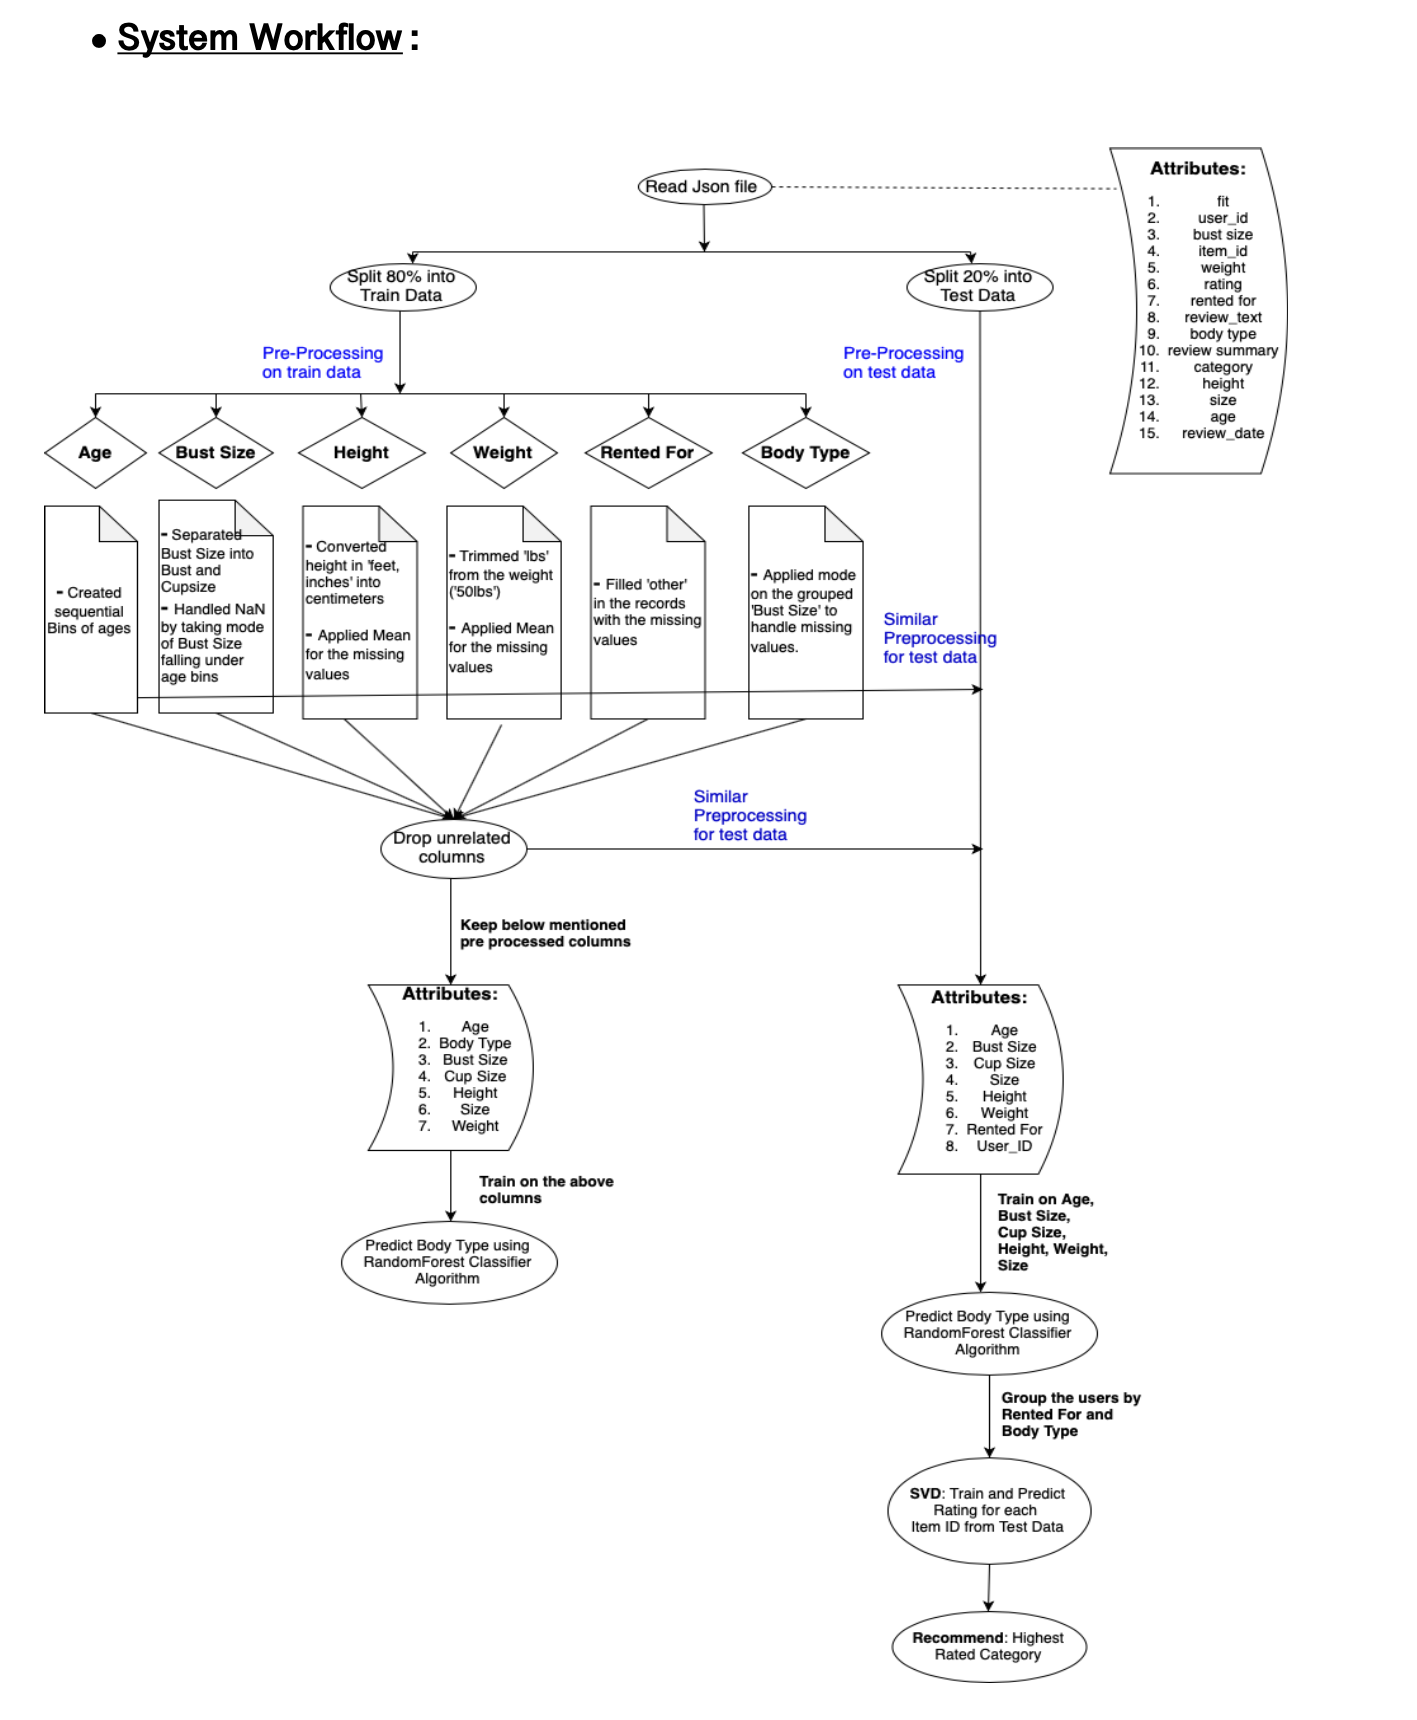 • System Workflow :
Read Json file
Attributes:
1. fit
2. user_id
3. bust size
4. item_id
5. weight
6. rating
7. rented for
8. review_text
9. body type
10. review summary
11. category
12. height
13. size
14. age
15. review_date
Split 80% into
Train Data
Split 20% into
Test Data
Pre-Processing
on train data
Pre-Processing
on test data
Age
Bust Size
Height
Weight
Rented For
Body Type
- Created
sequential
Bins of ages
- Separated
Bust Size into
Bust and
Cupsize
- Handled NaN
by taking mode
of Bust Size
falling under
age bins
- Converted
height in 'feet,
inches' into
centimeters
- Applied Mean
for the missing
values
- Trimmed 'lbs'
from the weight
('50lbs')
- Applied Mean
for the missing
values
- Filled 'other'
in the records
with the missing
values
- Applied mode
on the grouped
'Bust Size' to
handle missing
values.
Similar
Preprocessing
for test data
Similar
Preprocessing
for test data
Drop unrelated
columns
Keep below mentioned
pre processed columns
Attributes:
1. Age
2. Body Type
3. Bust Size
4. Cup Size
5. Height
6. Size
7. Weight
Train on the above
columns
Predict Body Type using
RandomForest Classifier
Algorithm
Attributes:
1. Age
2. Bust Size
3. Cup Size
4. Size
5. Height
6. Weight
7. Rented For
8. User_ID
Train on Age,
Bust Size,
Cup Size,
Height, Weight,
Size
Predict Body Type using
RandomForest Classifier
Algorithm
Group the users by
Rented For and
Body Type
SVD: Train and Predict
Rating for each
Item ID from Test Data
Recommend: Highest
Rated Category